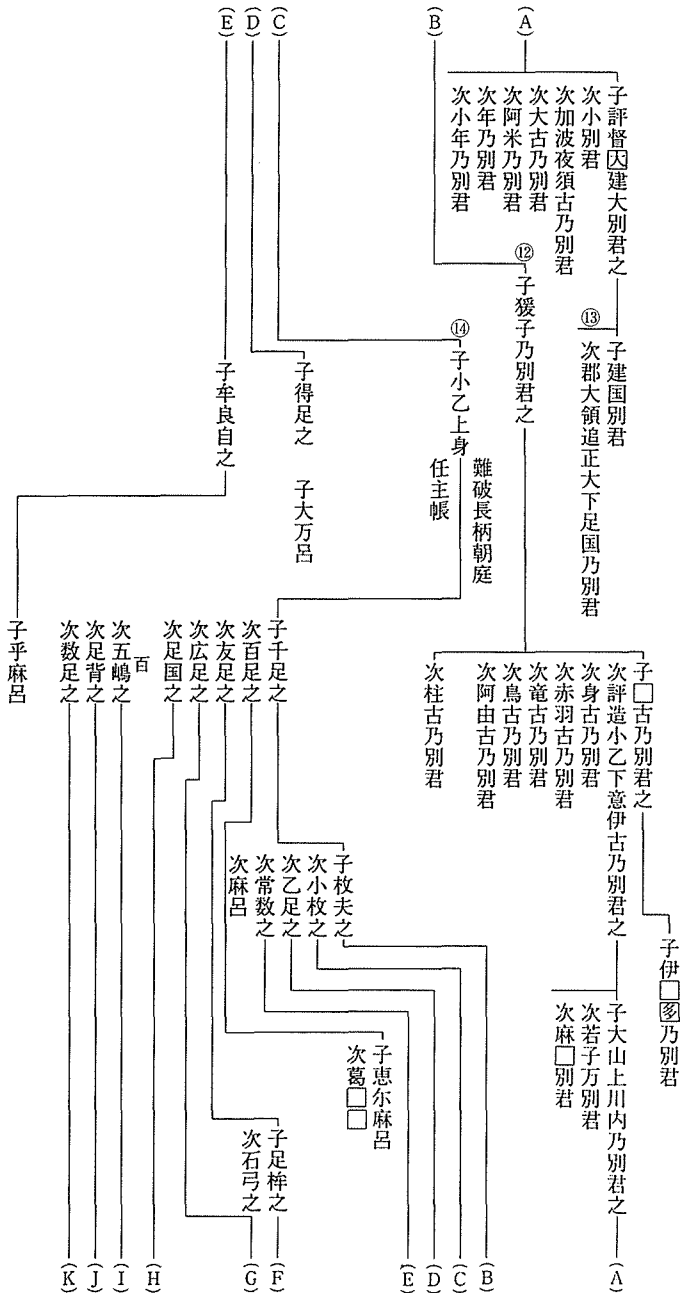 (A)
子評督囚建大別君之
次小別君
次加波夜須古乃別君
次大古乃別君
次阿米乃別君
次年乃別君
次小年乃別君
子建国別君
⑬
次郡大領追正大下足国乃別君
(B)
⑫
子猨子乃別君之
子□古乃別君之
次評造小乙下意伊古乃別君之
次身古乃別君
次赤羽古乃別君
次竜古乃別君
次鳥古乃別君
次阿由古乃別君
次柱古乃別君
子伊□多乃別君
子大山上川内乃別君之
次若子万別君
次麻□別君
(A)
(C)
⑭
子小乙上身
難破長柄朝庭
任主帳
子千足之
次百足之
次友足之
次広足之
次足国之
百
次五嶋之
次足背之
次数足之
子枚夫之
次小枚之
次乙足之
次常数之
次麻呂
子恵尓麻呂
次葛□□
子足桙之
次石弓之
(D)
子得足之
子大万呂
(E)
子牟良自之
子乎麻呂
(B)
(C)
(D)
(E)
(F)
(G)
(H)
(I)
(J)
(K)